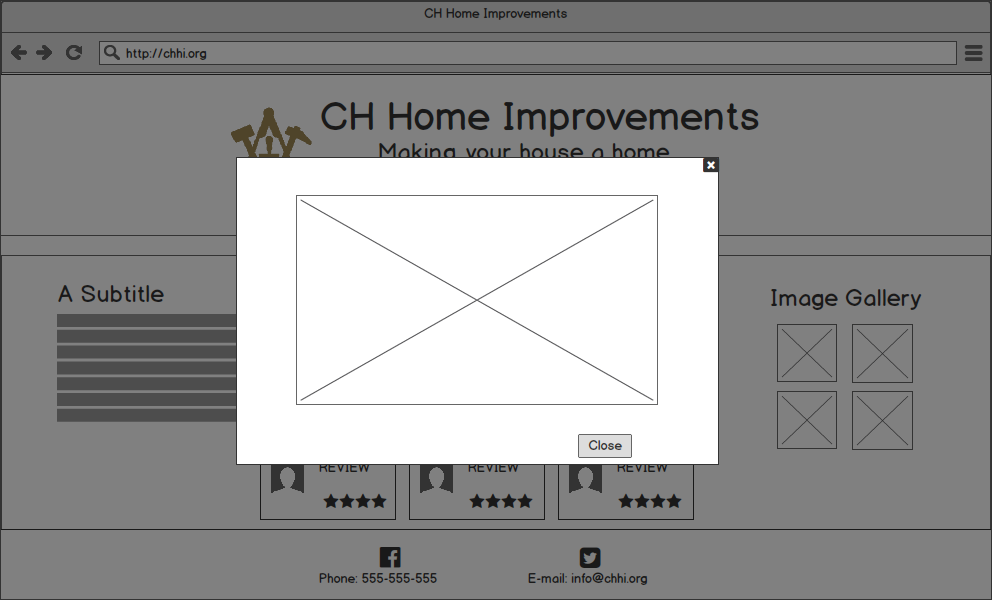 CH Home Improvements
http://chhi.org
CH Home Improvements
Making your house a home
A Subtitle
Image Gallery
Close
REVIEW REVIEW REVIEW
Phone: 555-555-555
E-mail: info@chhi.org